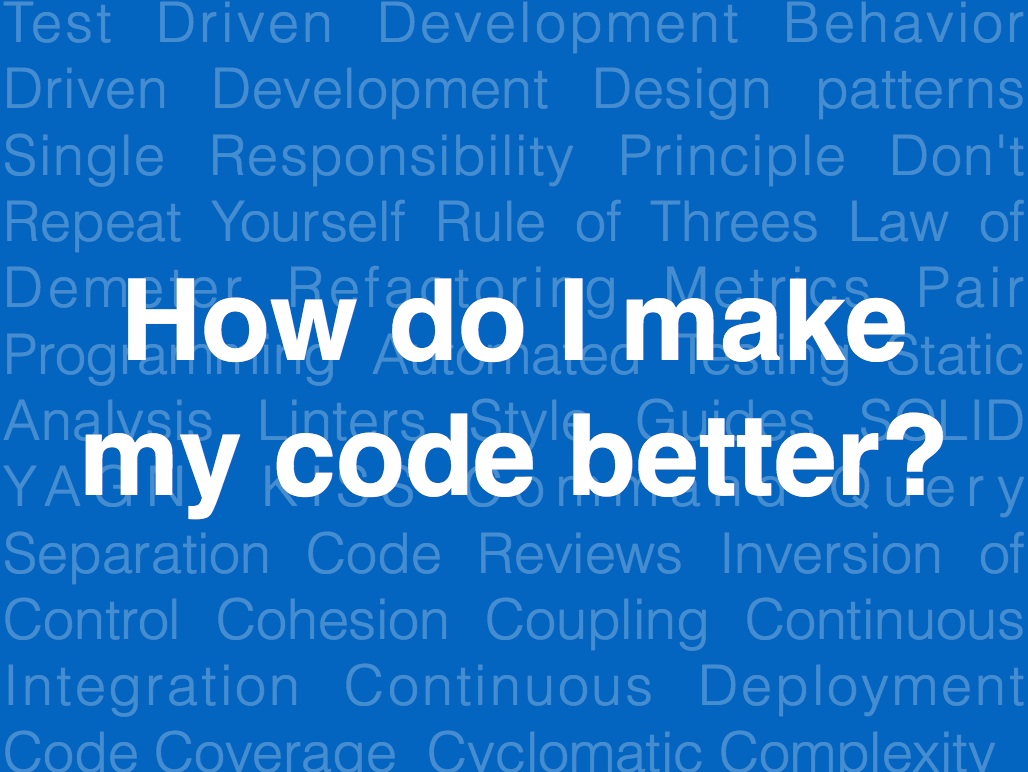 Test Driven Development Behavior
Driven Development Design patterns
Single Responsibility Principle Don't
Repeat Yourself Rule of Threes Law of
Demeter Refactoring Metrics Pair
How do I make
Programming Automated Testing Static
Analysis Linters Style Guides SOLID
my code better?
YAGNI KISS Command Query
Separation Code Reviews Inversion of
Control Cohesion Coupling Continuous
Integration Continuous Deployment
Code Coverage Cyclomatic Complexity